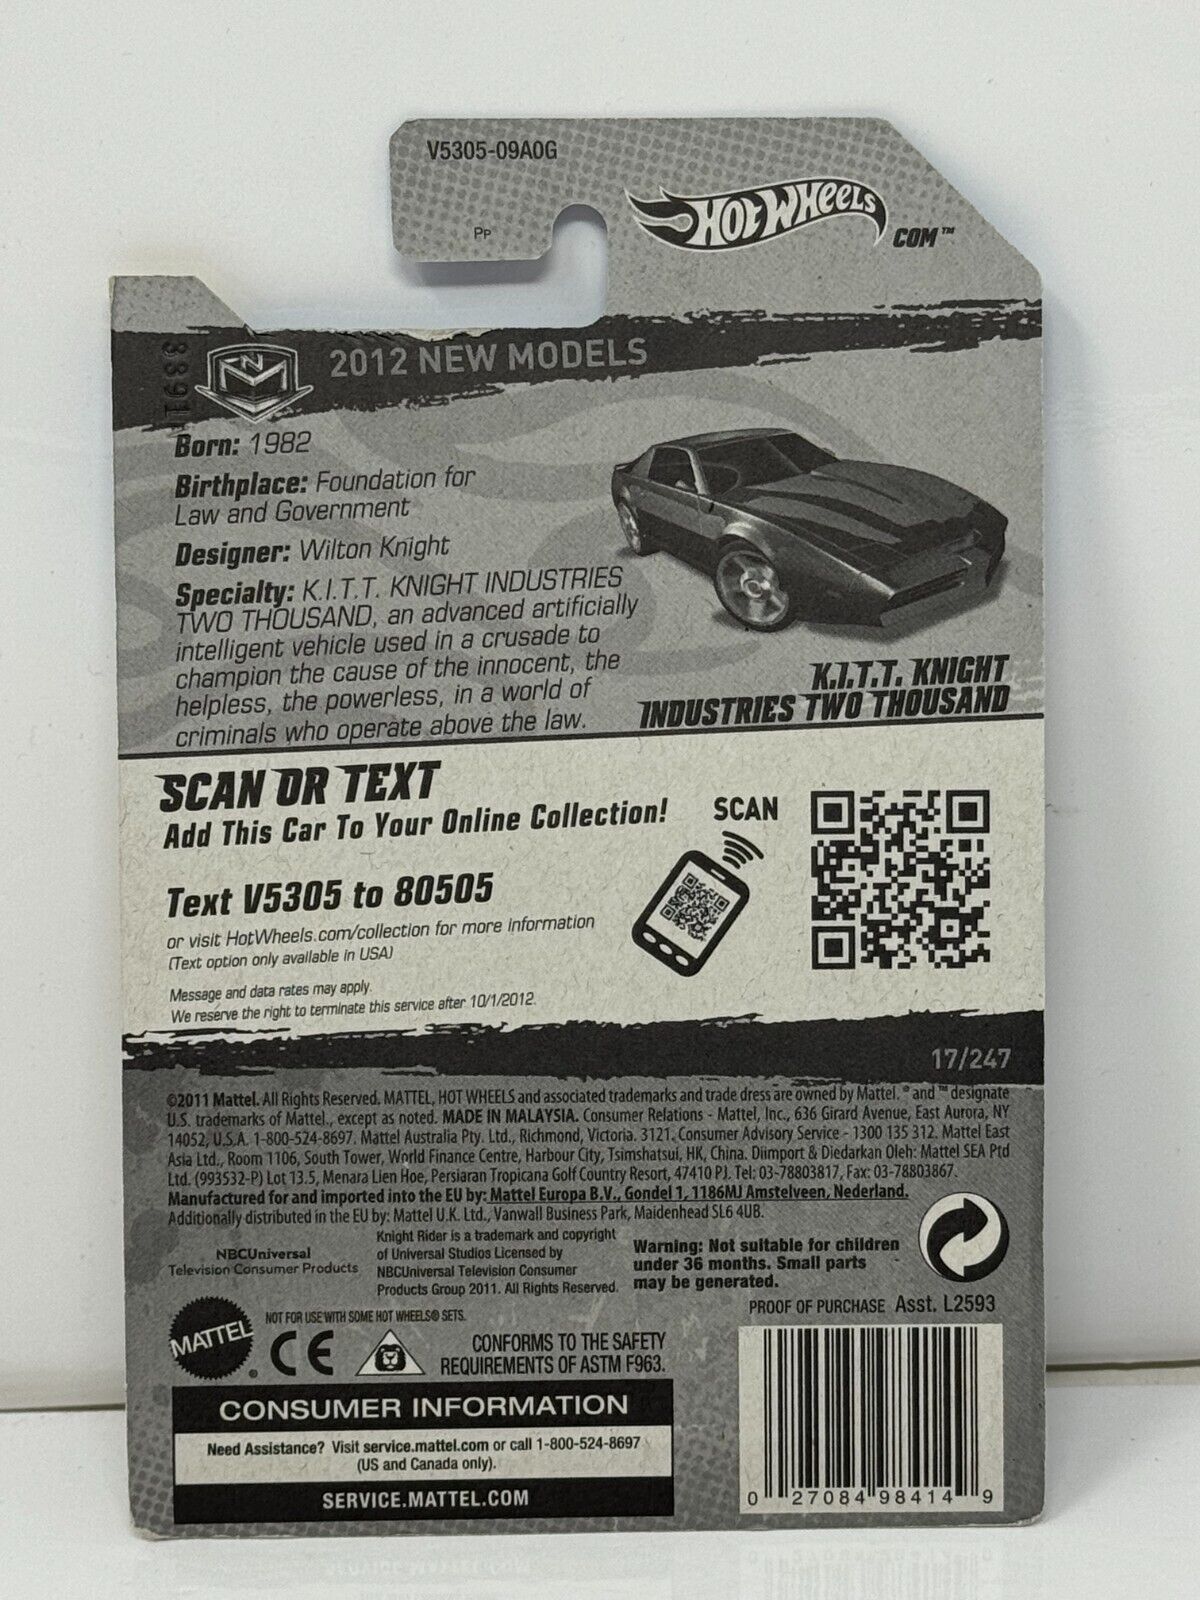 V5305-09A0G
PP
HOT WHEELS
.COM™
2012 NEW MODELS
Born: 1982
Birthplace: Foundation for
Law and Government
Designer: Wilton Knight
Specialty: K.I.T.T. KNIGHT INDUSTRIES
TWO THOUSAND, an advanced artificially
intelligent vehicle used in a crusade to
champion the cause of the innocent, the
helpless, the powerless, in a world of
criminals who operate above the law.
K.I.T.T. KNIGHT
INDUSTRIES TWO THOUSAND
SCAN OR TEXT
Add This Car To Your Online Collection!
SCAN
Text V5305 to 80505
or visit HotWheels.com/collection for more information
(Text option only available in USA)
Message and data rates may apply.
We reserve the right to terminate this service after 10/1/2012.
17/247
©2011 Mattel. All Rights Reserved. MATTEL, HOT WHEELS and associated trademarks and trade dress are owned by Mattel. ® and ™ designate
U.S. trademarks of Mattel., except as noted. MADE IN MALAYSIA. Consumer Relations - Mattel, Inc., 636 Girard Avenue, East Aurora, NY
14052, U.S.A. 1-800-524-8697. Mattel Australia Pty. Ltd., Richmond, Victoria. 3121. Consumer Advisory Service - 1300 135 312. Mattel East
Asia Ltd., Room 1106, South Tower, World Finance Centre, Harbour City, Tsimshatsui, HK, China. Diimport & Diedarkan Oleh: Mattel SEA Ptd
Ltd. (993532-P) Lot 13.5, Menara Lien Hoe, Persiaran Tropicana Golf Country Resort, 47410 PJ. Tel: 03-78803817, Fax: 03-78803867.
Manufactured for and imported into the EU by: Mattel Europa B.V., Gondel 1, 1186MJ Amstelveen, Nederland.
Additionally distributed in the EU by: Mattel U.K. Ltd., Vanwall Business Park, Maidenhead SL6 4UB.
NBCUniversal
Television Consumer Products
Knight Rider is a trademark and copyright
of Universal Studios Licensed by
NBCUniversal Television Consumer
Products Group 2011. All Rights Reserved.
Warning: Not suitable for children
under 36 months. Small parts
may be generated.
PROOF OF PURCHASE Asst. L2593
MATTEL®
NOT FOR USE WITH SOME HOT WHEELS® SETS.
CE
CONFORMS TO THE SAFETY
REQUIREMENTS OF ASTM F963.
CONSUMER INFORMATION
Need Assistance? Visit service.mattel.com or call 1-800-524-8697
(US and Canada only).
SERVICE.MATTEL.COM
0 27084 98414 9